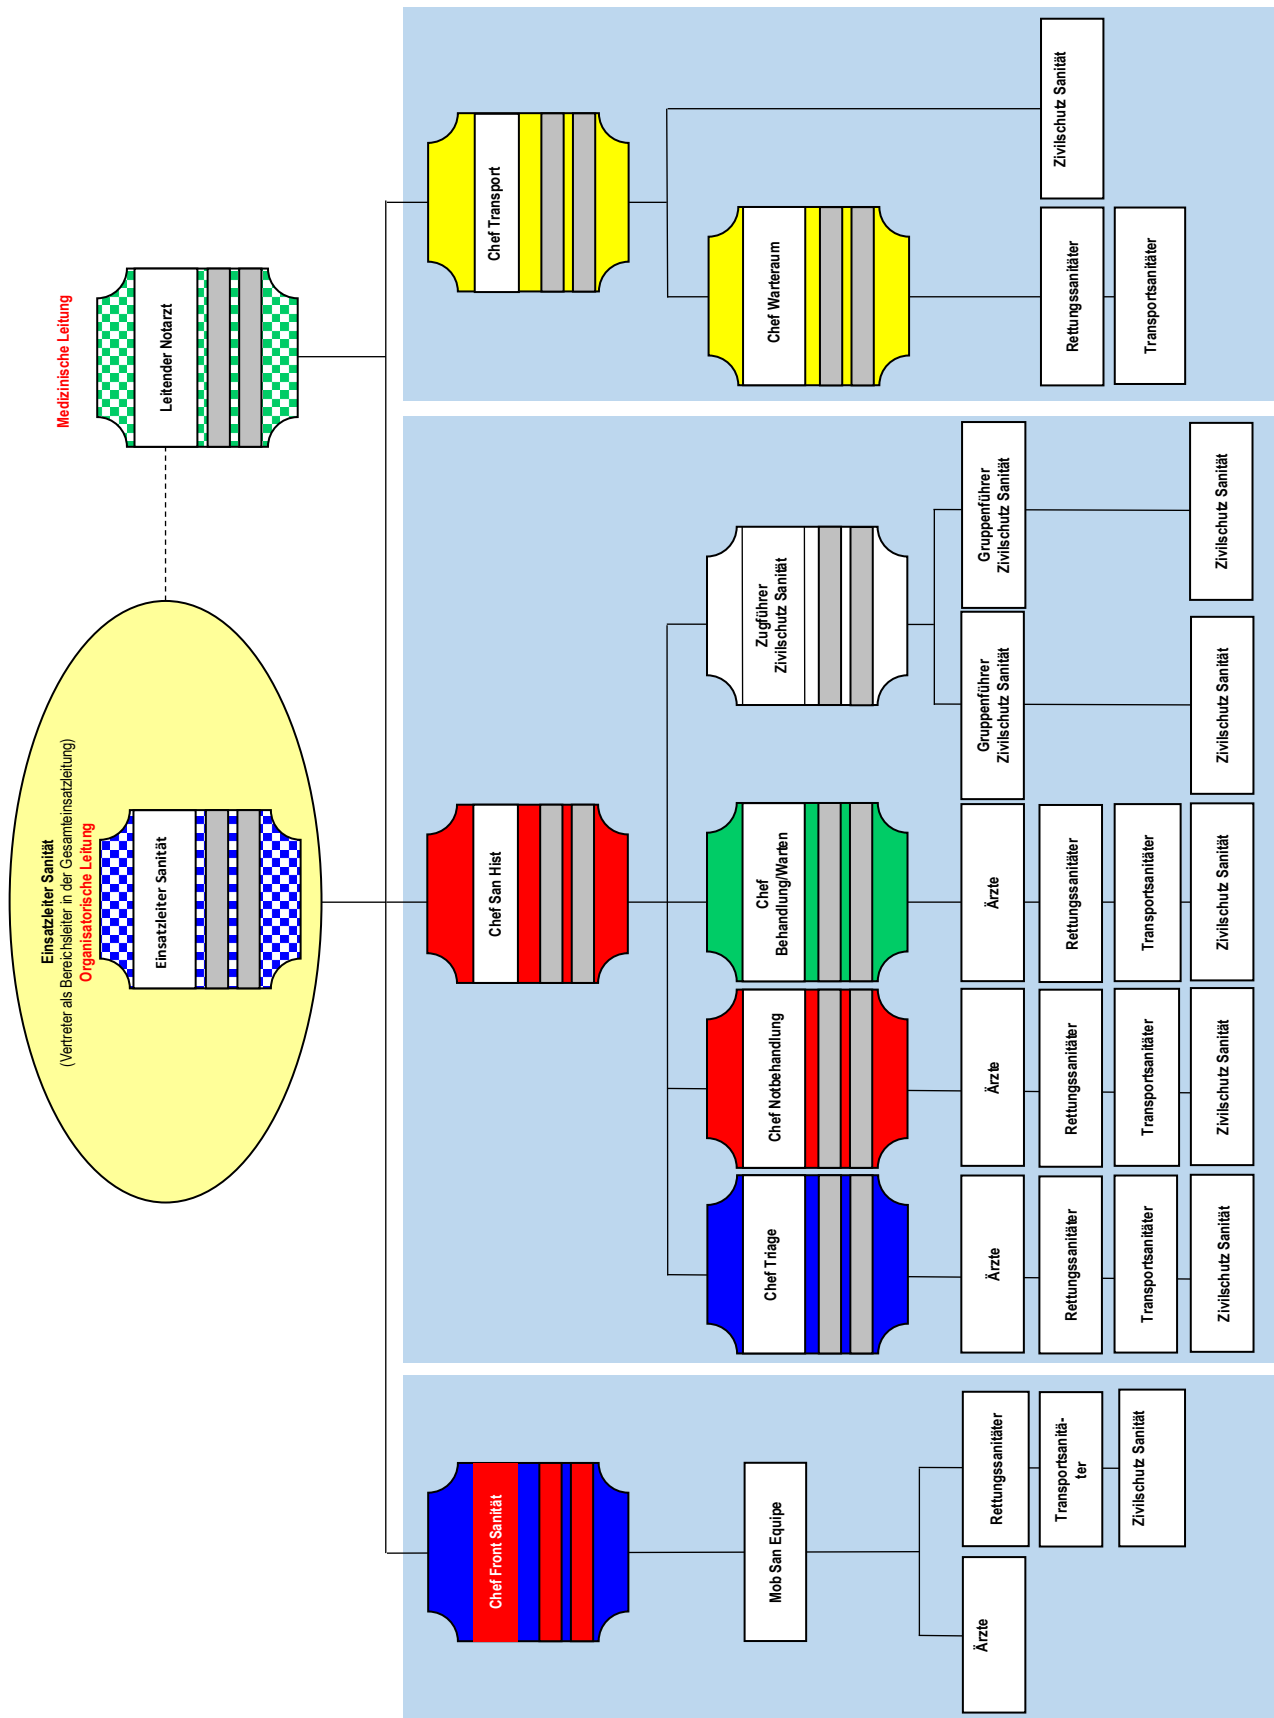 Einsatzleiter Sanität
(Vertreter als Bereichsleiter in der Gesamteinsatzleitung)
Organisatorische Leitung
Einsatzleiter Sanität
Medizinische Leitung
Leitender Notarzt
Chef Front Sanität
Mob San Equipe
Ärzte
Rettungssanitäter
Transportsanitä-
ter
Zivilschutz Sanität
Chef San Hist
Chef Triage
Ärzte
Rettungssanitäter
Transportsanitäter
Zivilschutz Sanität
Chef Notbehandlung
Ärzte
Rettungssanitäter
Transportsanitäter
Zivilschutz Sanität
Chef
Behandlung/Warten
Ärzte
Rettungssanitäter
Transportsanitäter
Zivilschutz Sanität
Zugführer
Zivilschutz Sanität
Gruppenführer
Zivilschutz Sanität
Zivilschutz Sanität
Gruppenführer
Zivilschutz Sanität
Zivilschutz Sanität
Chef Transport
Chef Warteraum
Rettungssanitäter
Transportsanitäter
Zivilschutz Sanität